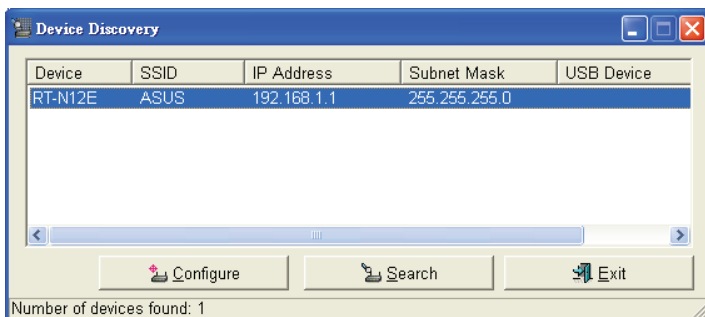 Device Discovery
Device SSID IP Address Subnet Mask USB Device
RT-N12E ASUS 192.168.1.1 255.255.255.0
Configure Search Exit
Number of devices found: 1